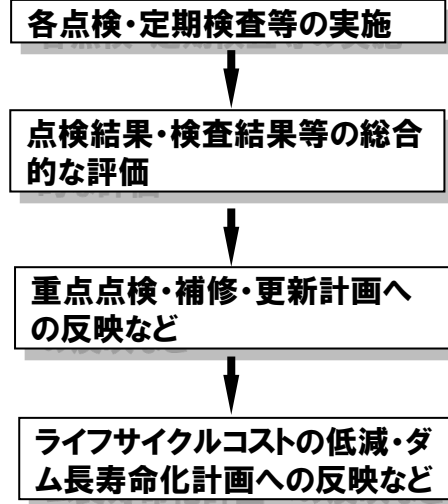 各点検・定期検査等の実施
点検結果・検査結果等の総合
的な評価
重点点検・補修・更新計画へ
の反映など
ライフサイクルコストの低減・ダ
ム長寿命化計画への反映など